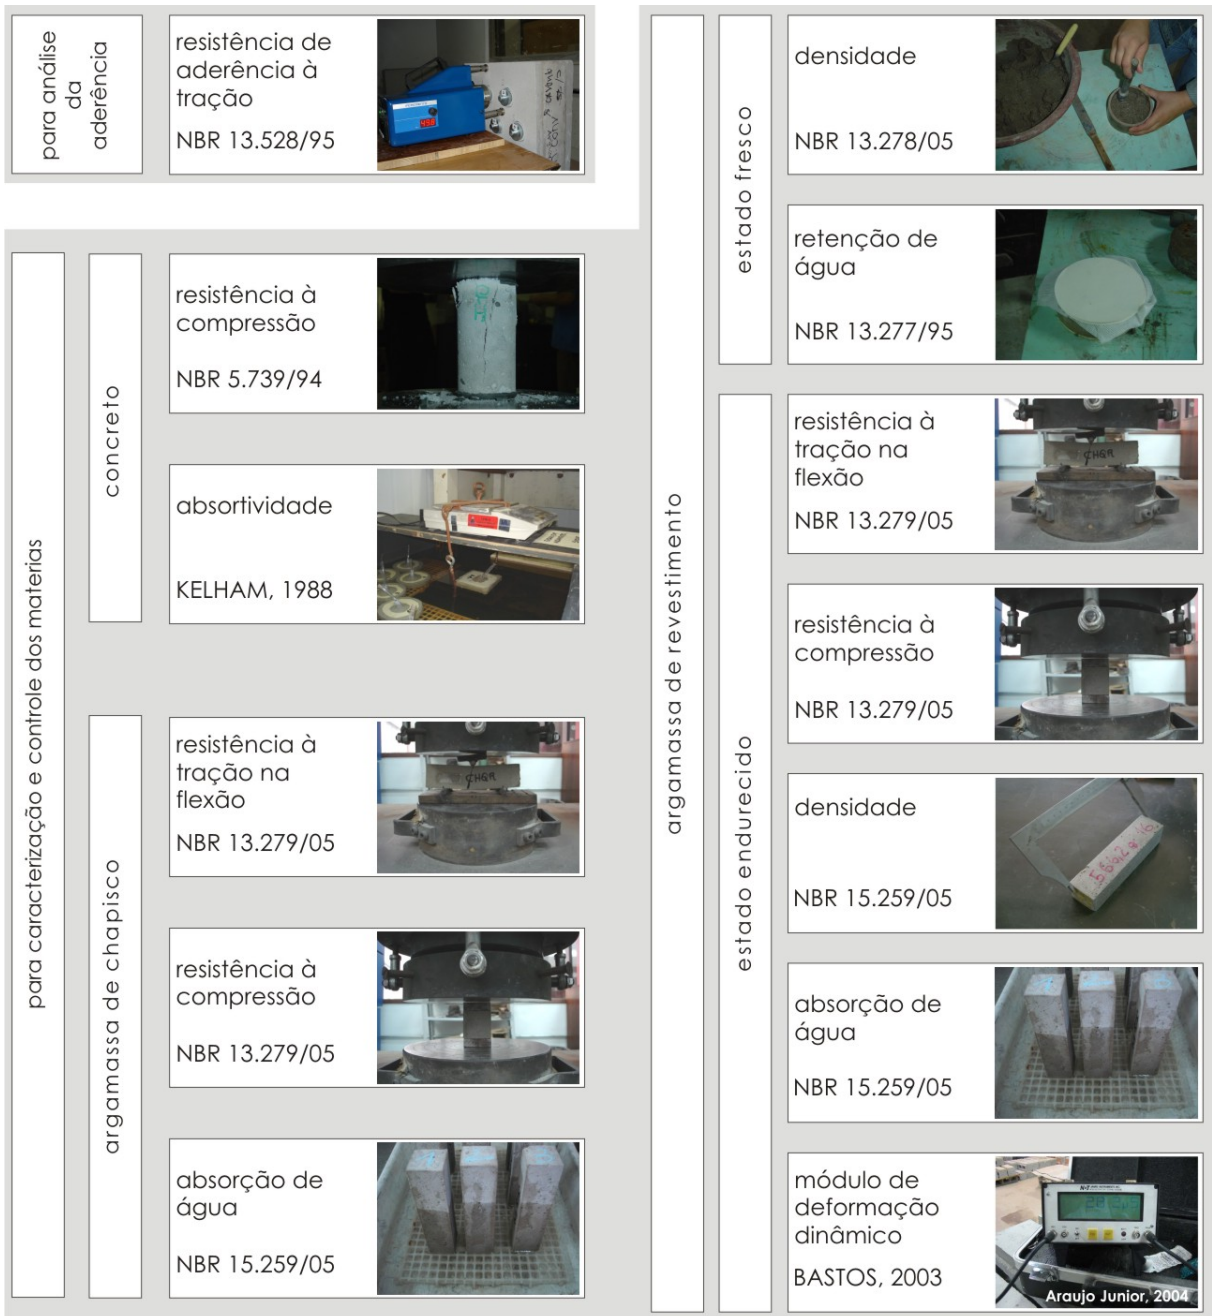 para análise
da
aderência
resistência de
aderência à
tração
NBR 13.528/95
para caracterização e controle dos materias
concreto
resistência à
compressão
NBR 5.739/94
absortividade
KELHAM, 1988
argamassa de chapisco
resistência à
tração na
flexão
NBR 13.279/05
CHGR
resistência à
compressão
NBR 13.279/05
absorção de
água
NBR 15.259/05
argamassa de revestimento
estado fresco
densidade
NBR 13.278/05
retenção de
água
NBR 13.277/95
estado endurecido
resistência à
tração na
flexão
NBR 13.279/05
CHGR
resistência à
compressão
NBR 13.279/05
densidade
NBR 15.259/05
absorção de
água
NBR 15.259/05
módulo de
deformação
dinâmico
BASTOS, 2003
Araujo Junior, 2004